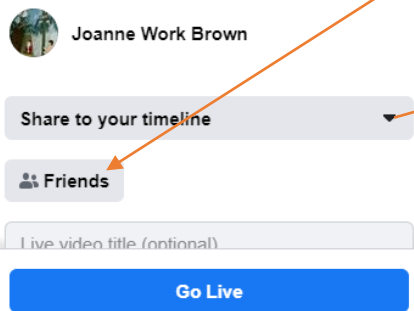 Joanne Work Brown
Share to your timeline
Friends
Live video title (optional)
Go Live